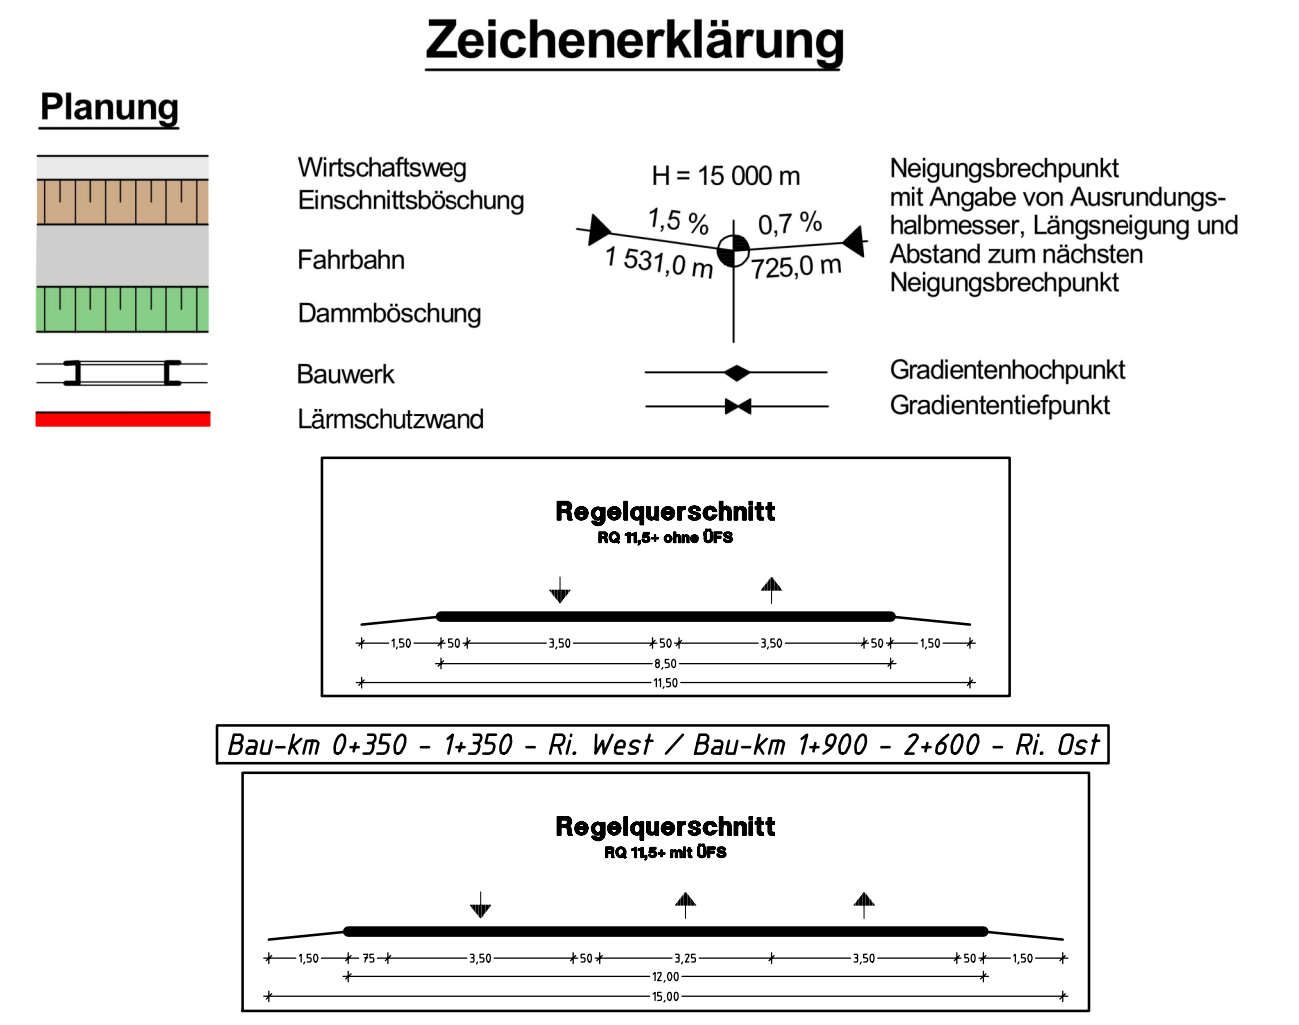 Zeichenerklärung
Planung
Wirtschaftsweg
Einschnittsböschung
Fahrbahn
Dammböschung
Bauwerk
Lärmschutzwand
H = 15 000 m
1,5 % 0,7 %
1 531,0 m 725,0 m
Neigungsbrechpunkt
mit Angabe von Ausrundungs-
halbmesser, Längsneigung und
Abstand zum nächsten
Neigungsbrechpunkt
Gradientenhochpunkt
Gradiententiefpunkt
Regelquerschnitt
RQ 11,5+ ohne ÜFS
1,50 50 3,50 50 3,50 50 1,50
8,50
11,50
Bau-km 0+350 - 1+350 - Ri. West / Bau-km 1+900 - 2+600 - Ri. Ost
Regelquerschnitt
RQ 11,5+ mit ÜFS
1,50 75 3,50 50 3,25 3,50 50 1,50
12,00
15,00